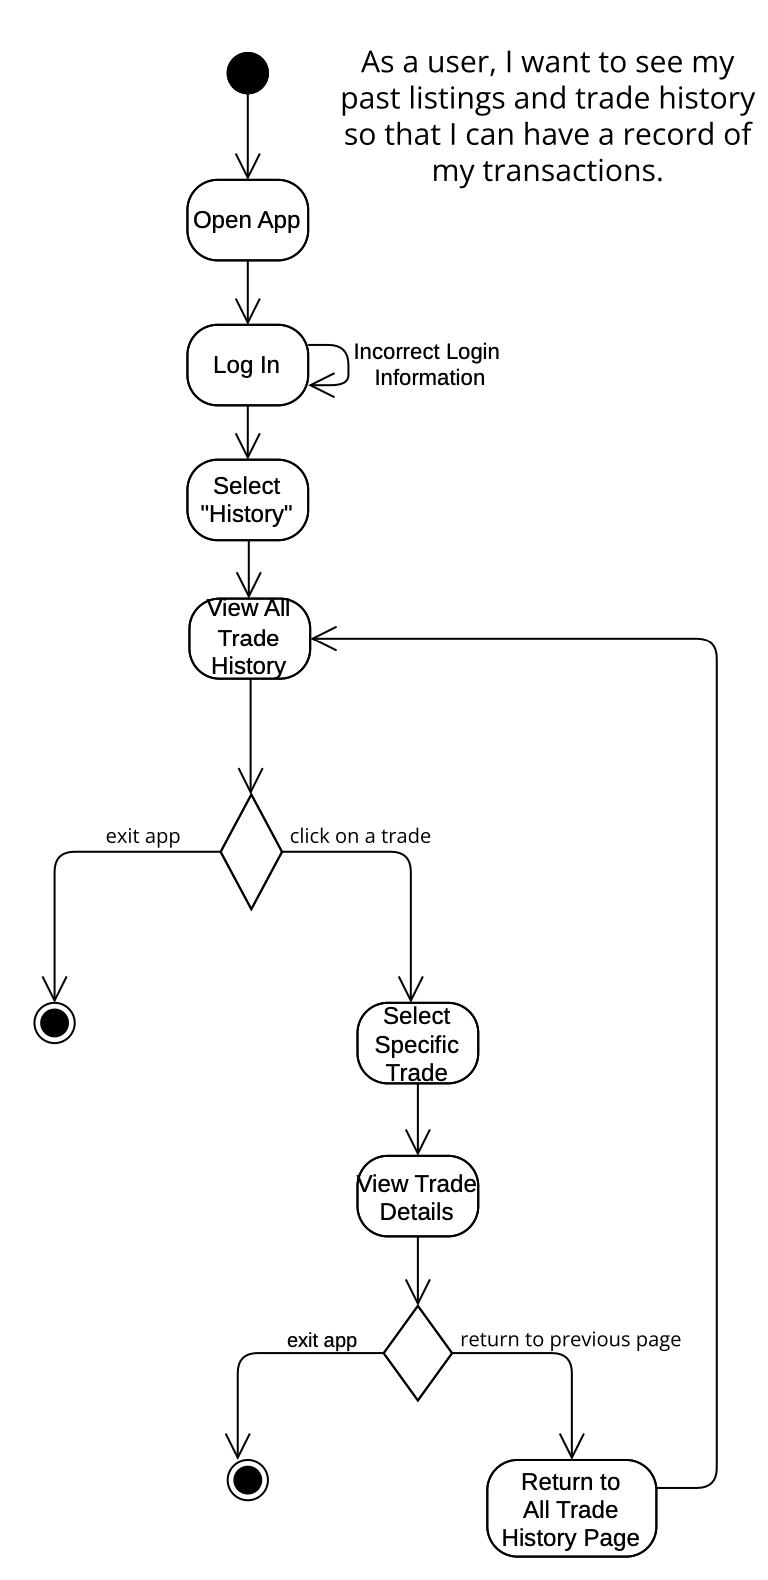 As a user, I want to see my
past listings and trade history
so that I can have a record of
my transactions.
Open App
Log In
Incorrect Login
Information
Select
"History"
View All
Trade
History
exit app
click on a trade
Select
Specific
Trade
View Trade
Details
exit app
return to previous page
Return to
All Trade
History Page